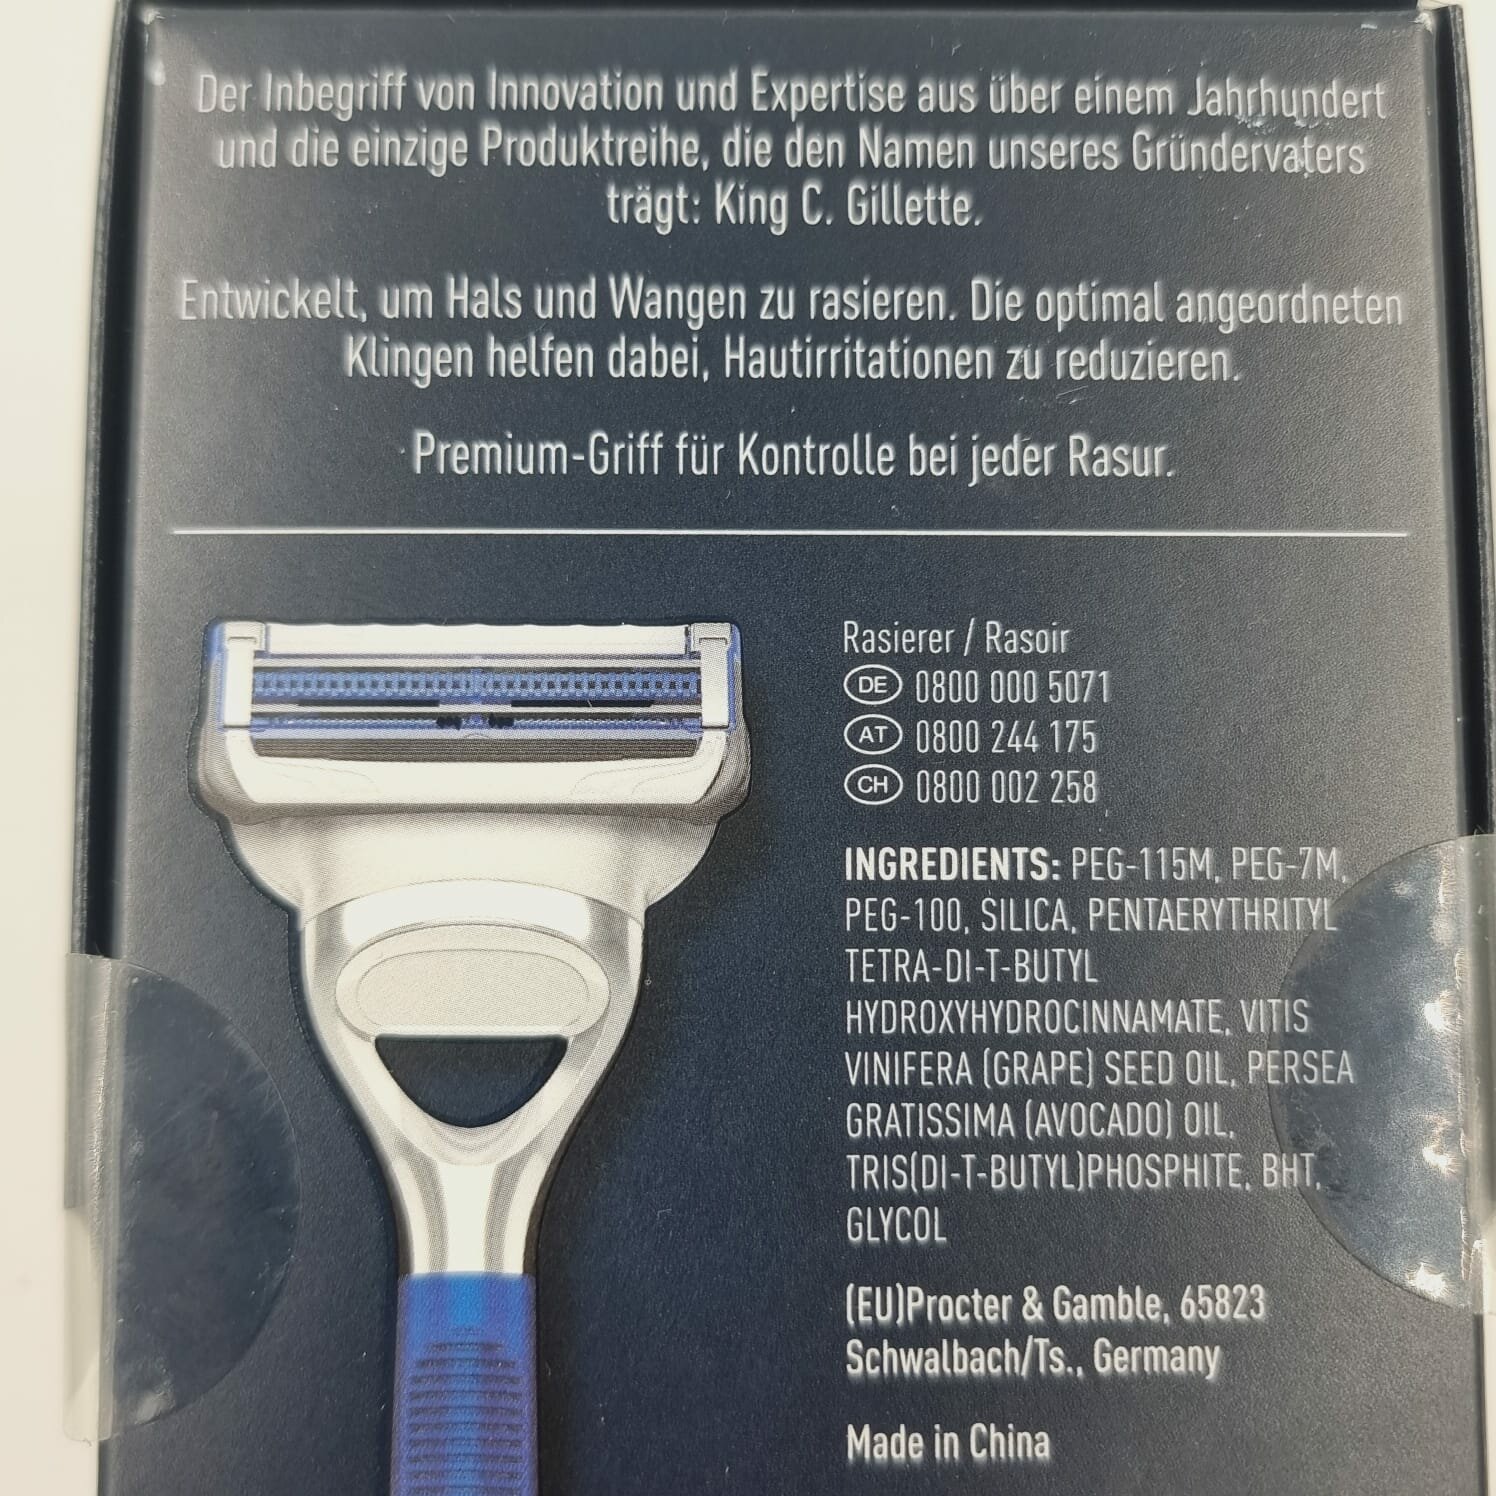 Der Inbegriff von Innovation und Expertise aus über einem Jahrhundert
und die einzige Produktreihe, die den Namen unseres Gründervaters
trägt: King C. Gillette.
Entwickelt, um Hals und Wangen zu rasieren. Die optimal angeordneten
Klingen helfen dabei, Hautirritationen zu reduzieren.
Premium-Griff für Kontrolle bei jeder Rasur.
Rasierer / Rasoir
DE 0800 000 5071
AT 0800 244 175
CH 0800 002 258
INGREDIENTS: PEG-115M, PEG-7M,
PEG-100, SILICA, PENTAERYTHRITYL
TETRA-DI-T-BUTYL
HYDROXYHYDROCINNAMATE, VITIS
VINIFERA (GRAPE) SEED OIL, PERSEA
GRATISSIMA (AVOCADO) OIL,
TRIS(DI-T-BUTYL)PHOSPHITE, BHT,
GLYCOL
(EU)Procter & Gamble, 65823
Schwalbach/Ts., Germany
Made in China